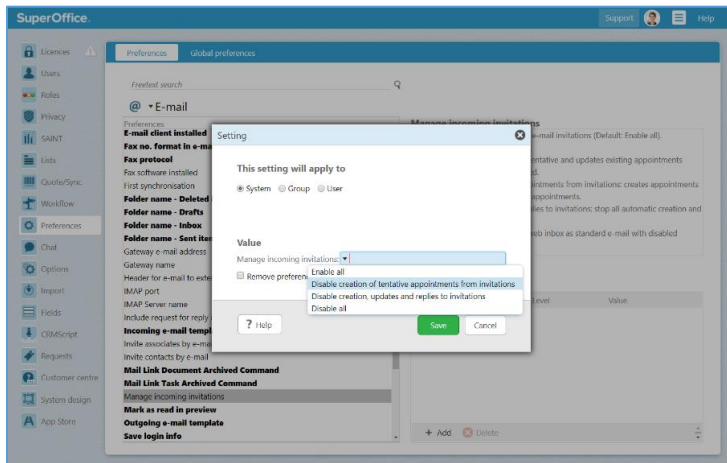 SuperOffice.
Support
Help
Licences
Users
Roles
Privacy
SAINT
Lists
Quote/Sync
Workflow
Preferences
Chat
Options
Import
Fields
CRMScript
Requests
Customer centre
System design
App Store
Preferences
Global preferences
Freetext search
@ E-mail
Preferences
E-mail client installed
Fax no. format in e-ma
Fax protocol
Fax software installed
First synchronisation
Folder name - Deleted
Folder name - Drafts
Folder name - Inbox
Folder name - Sent iten
Gateway e-mail address
Gateway name
Header for e-mail to exte
IMAP port
IMAP Server name
Include request for reply
Incoming e-mail templ
Invite associates by e-ma
Invite contacts by e-mail
Mail Link Document Archived Command
Mail Link Task Archived Command
Manage incoming invitations
Mark as read in preview
Outgoing e-mail template
Save login info
Setting
This setting will apply to
System
Group
User
Value
Manage incoming invitations:
Remove preferen
Enable all
Disable creation of tentative appointments from invitations
Disable creation, updates and replies to invitations
Disable all
? Help
Save
Cancel
Manage incoming invitations
e-mail invitations (Default: Enable all).
entative and updates existing appointments
ed.
intments from invitations: creates appointments
appointments.
plies to invitations: stop all automatic creation and
web inbox as standard e-mail with disabled
Level
Value
+ Add
Delete